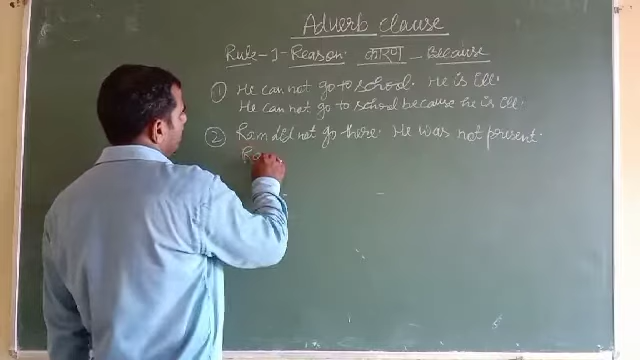 Adverb clause
Rule-1-Reason. कारण - Because
① He can not go to school. He is Ill.
He can not go to school because he is Ill.
② Ram did not go there. He was not present.
Ra